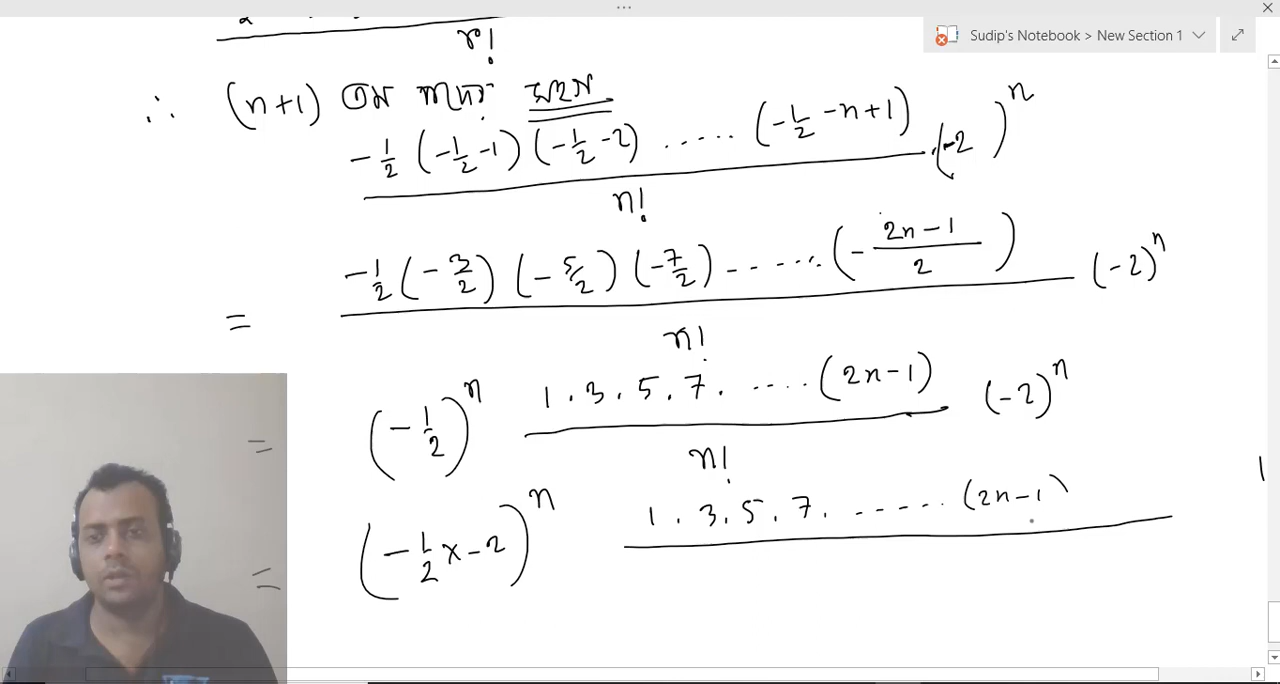 Sudip's Notebook > New Section 1
r!
∴ (n+1) তম পদের সহগ
-1/2 (-1/2 -1) (-1/2 -2) ..... (-1/2 -n+1) / n! . (-2)^n
= -1/2 (-3/2) (-5/2) (-7/2) ...... (- (2n-1)/2) / n! (-2)^n
= (-1/2)^n 1.3.5.7. ..... (2n-1) / n! (-2)^n
= (-1/2 x -2)^n 1.3.5.7. ...... (2n-1)